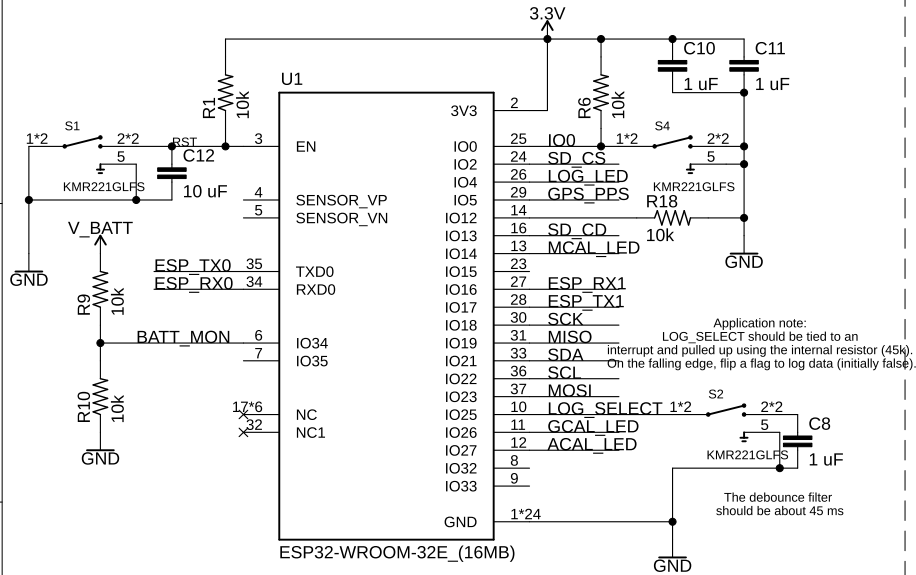 3.3V
U1
R1
10k
R6
10k
C10
1 uF
C11
1 uF
S1
1*2
2*2
5
RST
C12
10 uF
KMR221GLFS
GND
S4
1*2
2*2
5
KMR221GLFS
R18
10k
GND
V_BATT
R9
10k
BATT_MON
R10
10k
GND
ESP_TX0
ESP_RX0
3 EN
4 SENSOR_VP
5 SENSOR_VN
35 TXD0
34 RXD0
6 IO34
7 IO35
17*6 NC
32 NC1
3V3 2
IO0 25 IO0
IO2 24 SD_CS
IO4 26 LOG_LED
IO5 29 GPS_PPS
IO12 14
IO13 16 SD_CD
IO14 13 MCAL_LED
IO15 23
IO16 27 ESP_RX1
IO17 28 ESP_TX1
IO18 30 SCK
IO19 31 MISO
IO21 33 SDA
IO22 36 SCL
IO23 37 MOSI
IO25 10 LOG_SELECT
IO26 11 GCAL_LED
IO27 12 ACAL_LED
IO32 8
IO33 9
GND 1*24
ESP32-WROOM-32E_(16MB)
Application note:
LOG_SELECT should be tied to an
interrupt and pulled up using the internal resistor (45k).
On the falling edge, flip a flag to log data (initially false).
S2
1*2
2*2
5
KMR221GLFS
C8
1 uF
The debounce filter
should be about 45 ms
GND